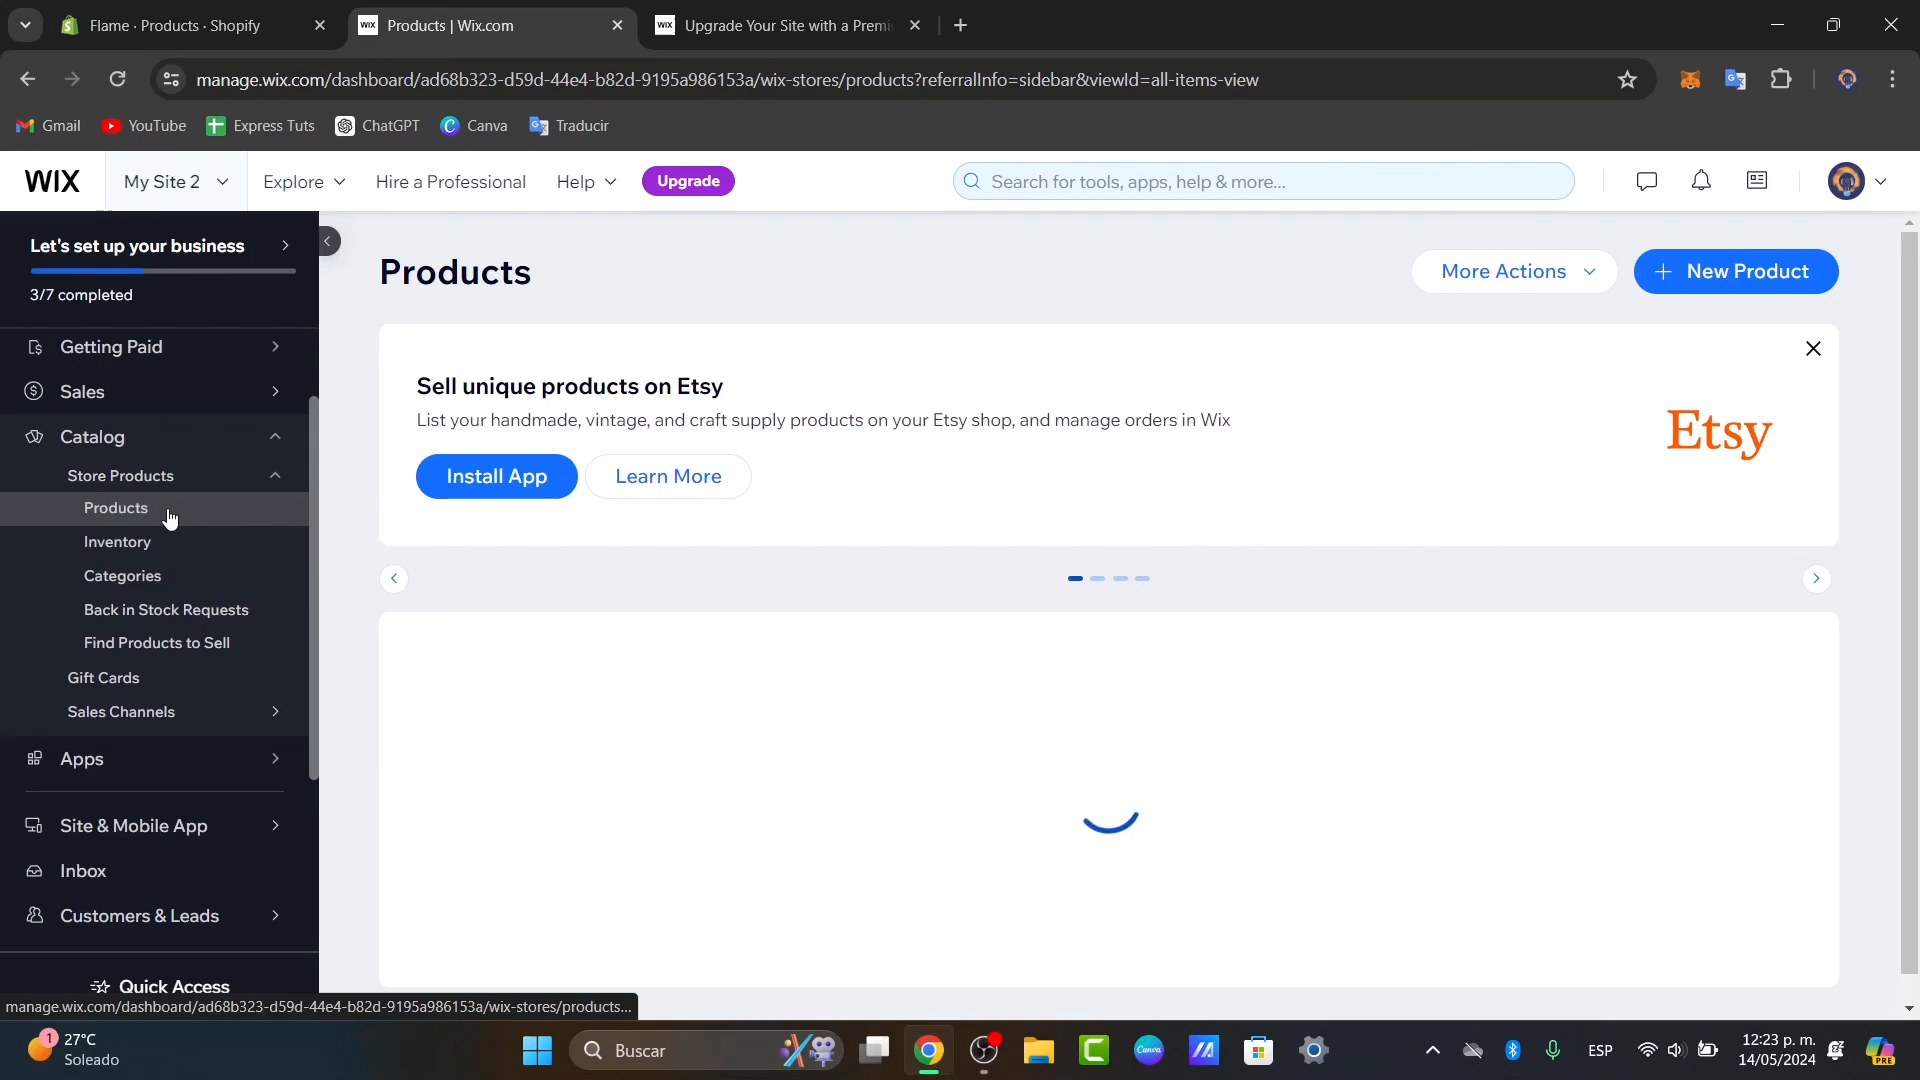 Flame · Products · Shopify
WIX Products | Wix.com
WIX Upgrade Your Site with a Premi
manage.wix.com/dashboard/ad68b323-d59d-44e4-b82d-9195a986153a/wix-stores/products?referralInfo=sidebar&viewId=all-items-view
Gmail YouTube Express Tuts ChatGPT Canva Traducir
WIX My Site 2 Explore Hire a Professional Help Upgrade Search for tools, apps, help & more...
Let's set up your business
3/7 completed
Getting Paid
Sales
Catalog
Store Products
Products
Inventory
Categories
Back in Stock Requests
Find Products to Sell
Gift Cards
Sales Channels
Apps
Site & Mobile App
Inbox
Customers & Leads
Quick Access
Products
More Actions
New Product
Sell unique products on Etsy
List your handmade, vintage, and craft supply products on your Etsy shop, and manage orders in Wix
Install App Learn More
Etsy
manage.wix.com/dashboard/ad68b323-d59d-44e4-b82d-9195a986153a/wix-stores/products...
1
27°C
Soleado
Buscar
Canva
ESP
12:23 p. m.
14/05/2024
PRE